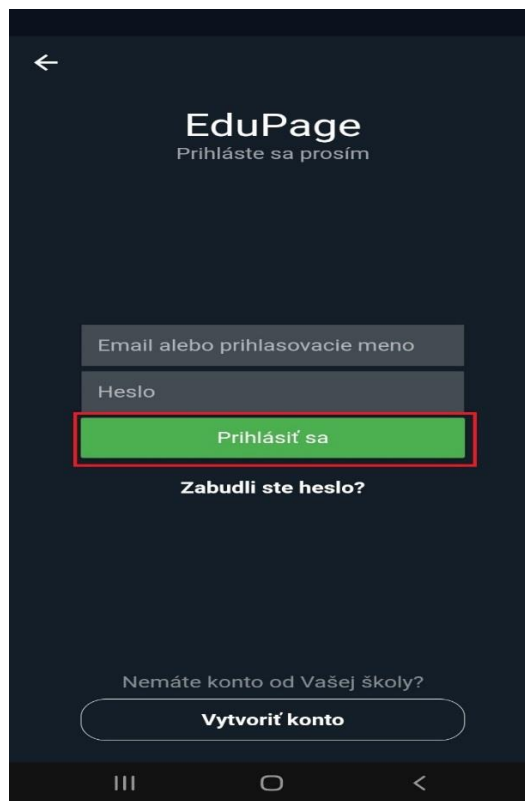 EduPage
Prihláste sa prosím
Email alebo prihlasovacie meno
Heslo
Prihlásiť sa
Zabudli ste heslo?
Nemáte konto od Vašej školy?
Vytvoriť konto